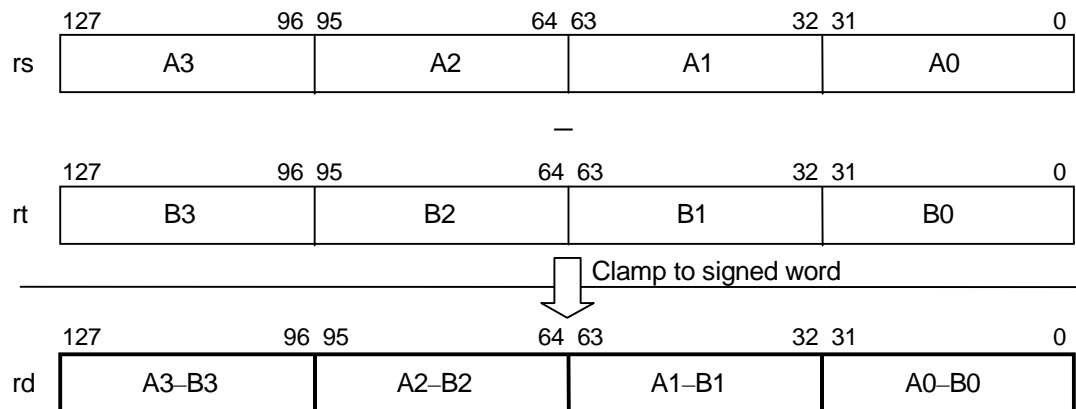 127 96 95 64 63 32 31 0
rs A3 A2 A1 A0
–
127 96 95 64 63 32 31 0
rt B3 B2 B1 B0
Clamp to signed word
127 96 95 64 63 32 31 0
rd A3–B3 A2–B2 A1–B1 A0–B0